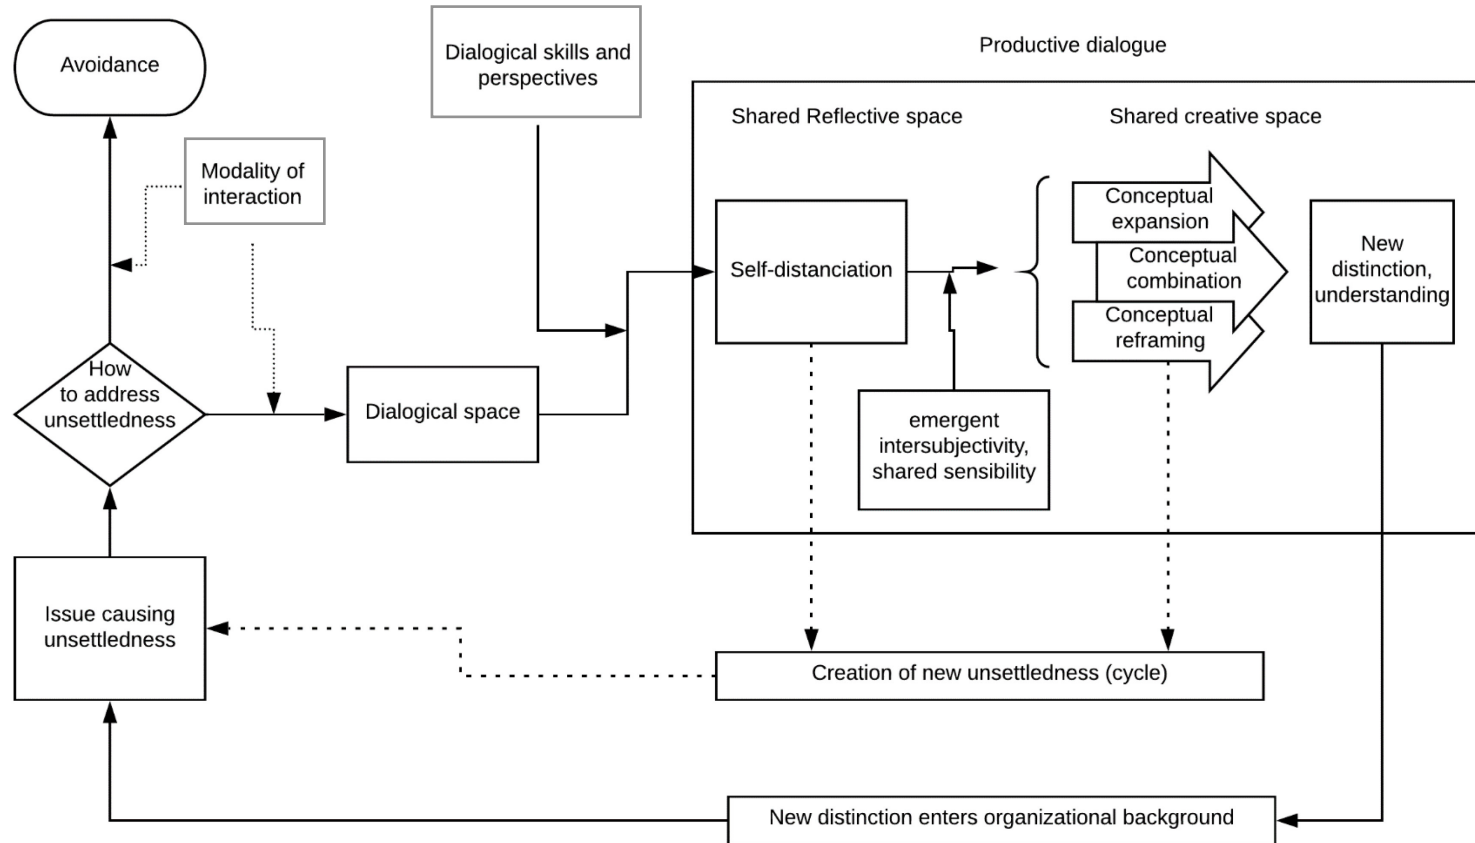 Avoidance
Dialogical skills and
perspectives
Productive dialogue
Modality of
interaction
Shared Reflective space
Shared creative space
Self-distanciation
Conceptual
expansion
Conceptual
combination
Conceptual
reframing
New
distinction,
understanding
How
to address
unsettledness
Dialogical space
emergent
intersubjectivity,
shared sensibility
Issue causing
unsettledness
Creation of new unsettledness (cycle)
New distinction enters organizational background